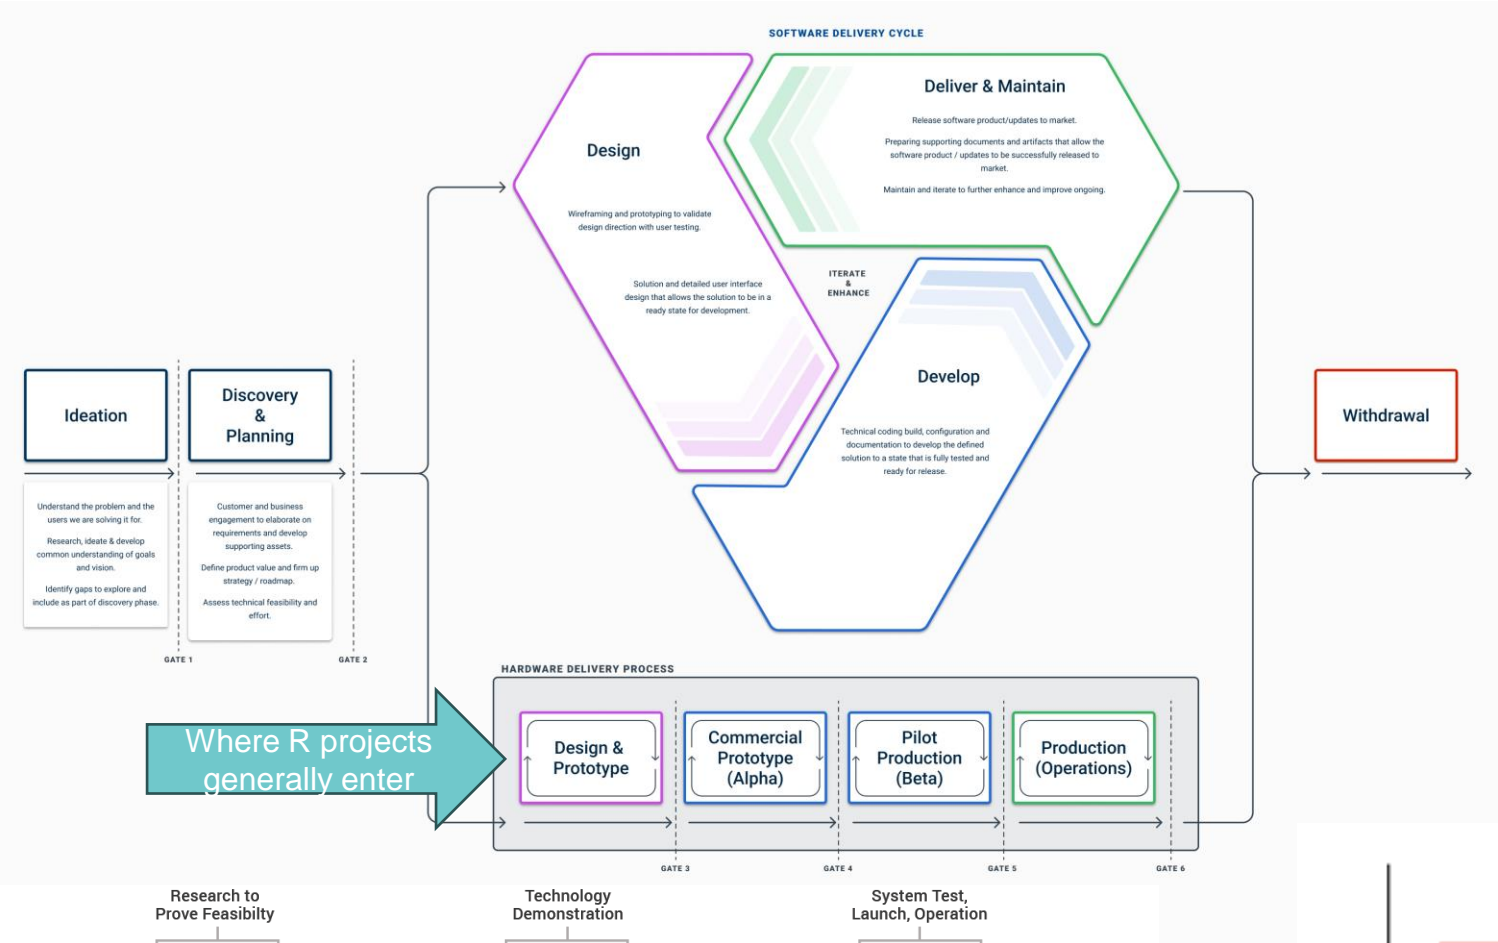 SOFTWARE DELIVERY CYCLE
Design
Wireframing and prototyping to validate
design direction with user testing.
Solution and detailed user interface
design that allows the solution to be in a
ready state for development.
Deliver & Maintain
Release software product/updates to market.
Preparing supporting documents and artifacts that allow the
software product / updates to be successfully released to
market.
Maintain and iterate to further enhance and improve ongoing.
ITERATE
&
ENHANCE
Develop
Technical coding build, configuration and
documentation to develop the defined
solution to a state that is fully tested and
ready for release.
Ideation
Understand the problem and the
users we are solving it for.
Research, ideate & develop
common understanding of goals
and vision.
Identify gaps to explore and
include as part of discovery phase.
GATE 1
Discovery
&
Planning
Customer and business
engagement to elaborate on
requirements and develop
supporting assets.
Define product value and firm up
strategy / roadmap.
Assess technical feasibility and
effort.
GATE 2
Withdrawal
HARDWARE DELIVERY PROCESS
Where R projects
generally enter
Design &
Prototype
GATE 3
Commercial
Prototype
(Alpha)
GATE 4
Pilot
Production
(Beta)
GATE 5
Production
(Operations)
GATE 6
Research to
Prove Feasibilty
Technology
Demonstration
System Test,
Launch, Operation